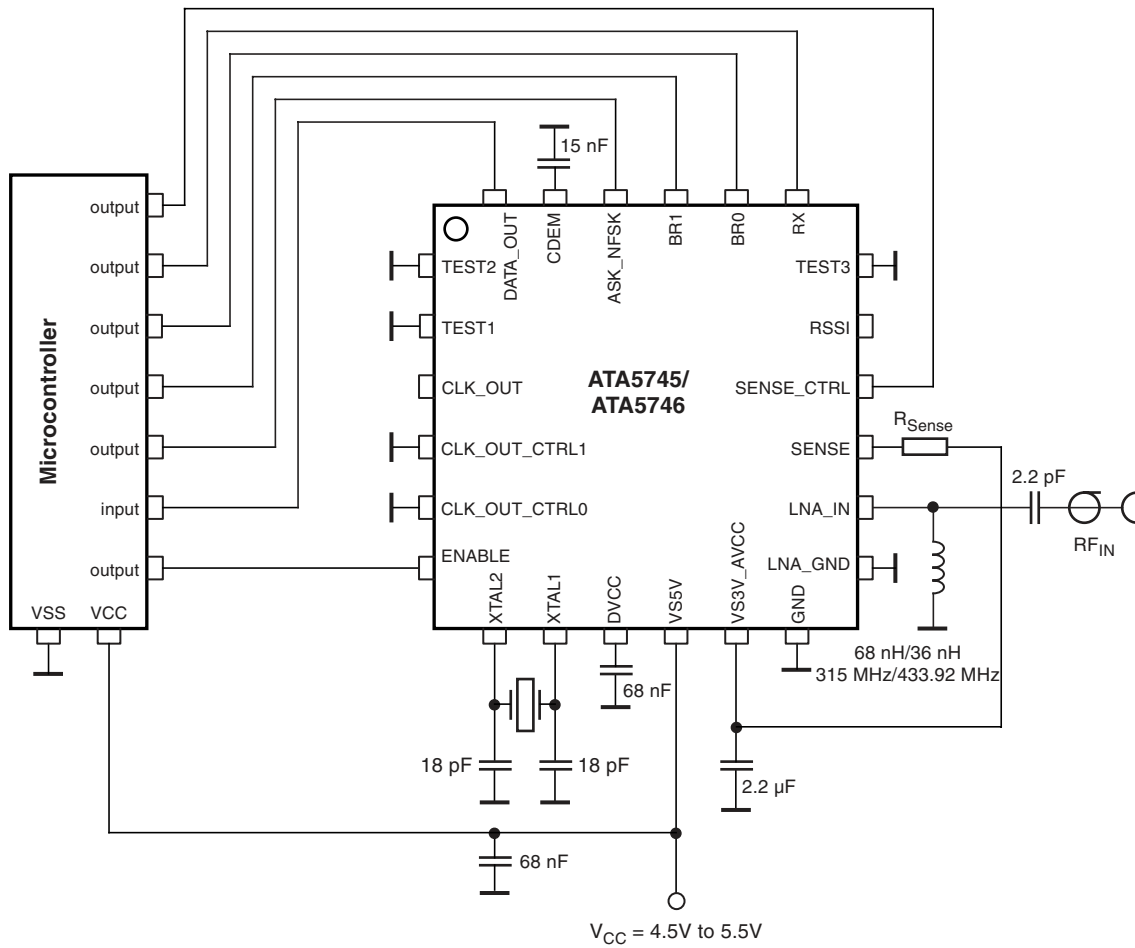 15 nF
Microcontroller
output
output
output
output
output
input
output
VSS
VCC
DATA_OUT
CDEM
ASK_NFSK
BR1
BR0
RX
TEST2
TEST1
CLK_OUT
CLK_OUT_CTRL1
CLK_OUT_CTRL0
ENABLE
ATA5745/
ATA5746
TEST3
RSSI
SENSE_CTRL
SENSE
LNA_IN
LNA_GND
XTAL2
XTAL1
DVCC
VS5V
VS3V_AVCC
GND
RSense
2.2 pF
RFIN
68 nH/36 nH
315 MHz/433.92 MHz
68 nF
18 pF
18 pF
2.2 µF
68 nF
VCC = 4.5V to 5.5V